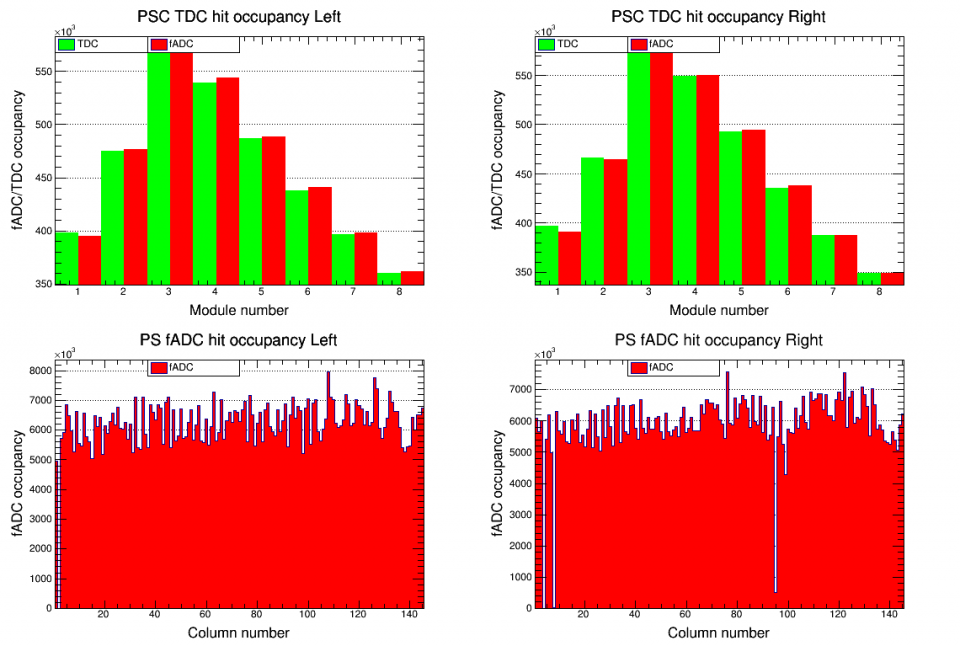 PSC TDC hit occupancy Left
×10³
TDC
fADC
fADC/TDC occupancy
550
500
450
400
350
1 2 3 4 5 6 7 8
Module number
PSC TDC hit occupancy Right
×10³
TDC
fADC
fADC/TDC occupancy
550
500
450
400
350
1 2 3 4 5 6 7 8
Module number
PS fADC hit occupancy Left
×10³
fADC
fADC occupancy
8000
7000
6000
5000
4000
3000
2000
1000
0
20 40 60 80 100 120 140
Column number
PS fADC hit occupancy Right
×10³
fADC
fADC occupancy
7000
6000
5000
4000
3000
2000
1000
0
20 40 60 80 100 120 140
Column number